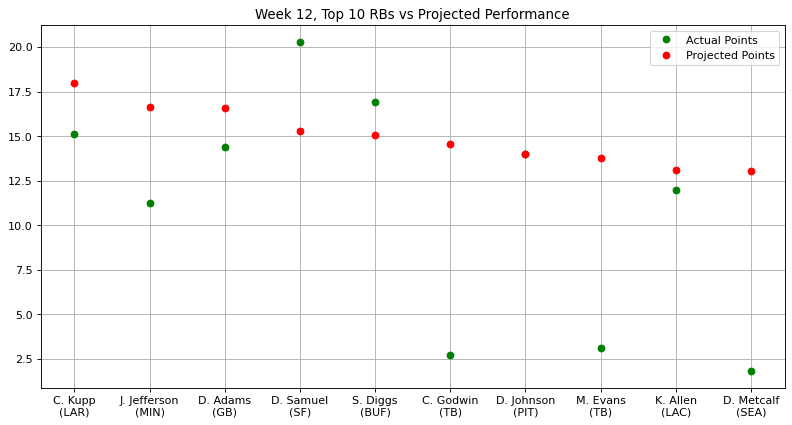 Week 12, Top 10 RBs vs Projected Performance
Actual Points
Projected Points
20.0
17.5
15.0
12.5
10.0
7.5
5.0
2.5
C. Kupp
(LAR)
J. Jefferson
(MIN)
D. Adams
(GB)
D. Samuel
(SF)
S. Diggs
(BUF)
C. Godwin
(TB)
D. Johnson
(PIT)
M. Evans
(TB)
K. Allen
(LAC)
D. Metcalf
(SEA)